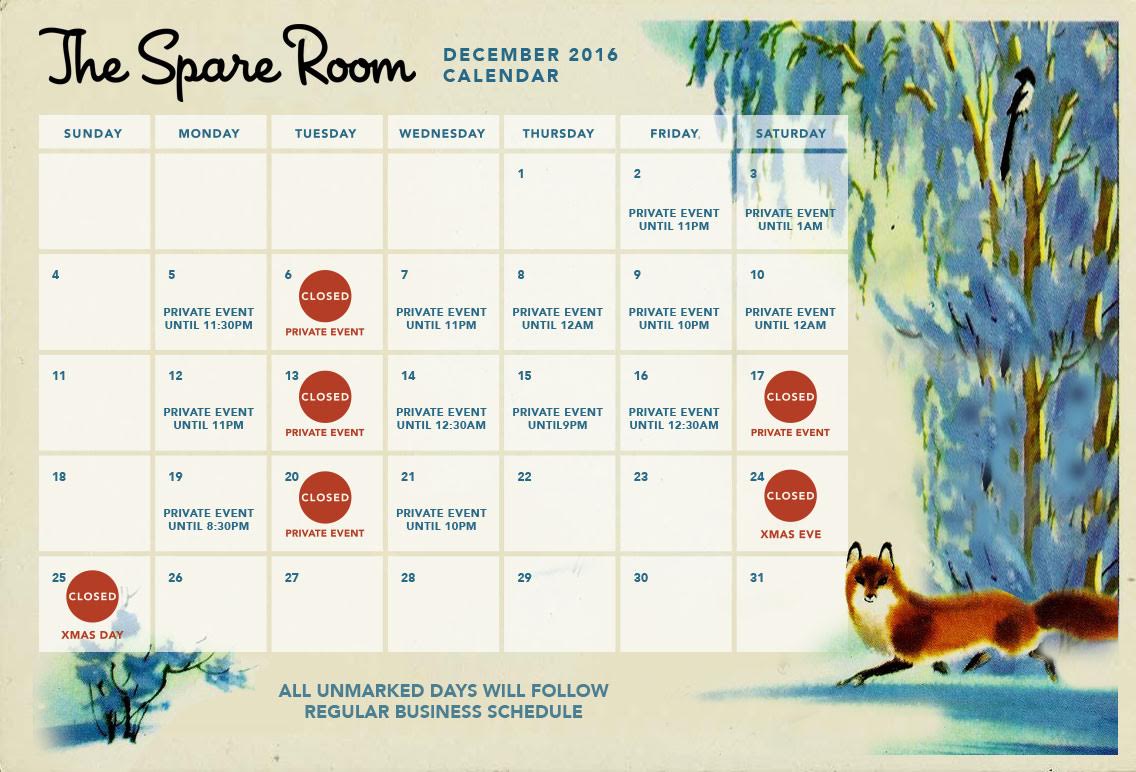 The Spare Room
DECEMBER 2016
CALENDAR
SUNDAY MONDAY TUESDAY WEDNESDAY THURSDAY FRIDAY SATURDAY
1
2
PRIVATE EVENT
UNTIL 11PM
3
PRIVATE EVENT
UNTIL 1AM
4
5
PRIVATE EVENT
UNTIL 11:30PM
6
CLOSED
PRIVATE EVENT
7
PRIVATE EVENT
UNTIL 11PM
8
PRIVATE EVENT
UNTIL 12AM
9
PRIVATE EVENT
UNTIL 10PM
10
PRIVATE EVENT
UNTIL 12AM
11
12
PRIVATE EVENT
UNTIL 11PM
13
CLOSED
PRIVATE EVENT
14
PRIVATE EVENT
UNTIL 12:30AM
15
PRIVATE EVENT
UNTIL9PM
16
PRIVATE EVENT
UNTIL 12:30AM
17
CLOSED
PRIVATE EVENT
18
19
PRIVATE EVENT
UNTIL 8:30PM
20
CLOSED
PRIVATE EVENT
21
PRIVATE EVENT
UNTIL 10PM
22
23
24
CLOSED
XMAS EVE
25
CLOSED
XMAS DAY
26
27
28
29
30
31
ALL UNMARKED DAYS WILL FOLLOW
REGULAR BUSINESS SCHEDULE